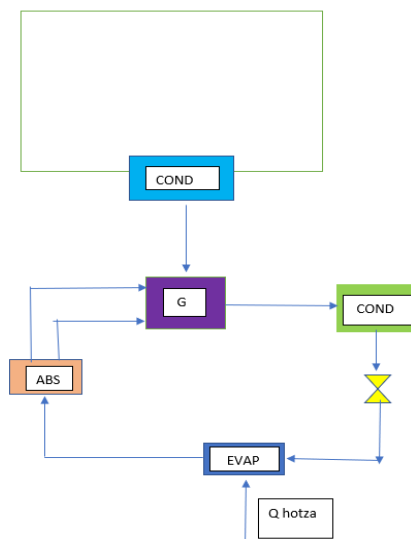 COND
G
COND
ABS
EVAP
Q hotza